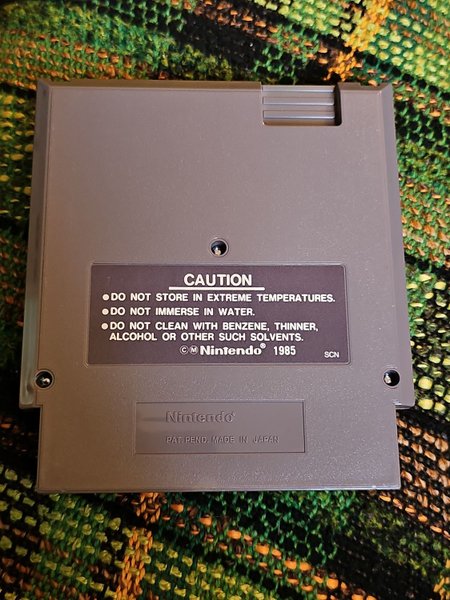 CAUTION
●DO NOT STORE IN EXTREME TEMPERATURES.
●DO NOT IMMERSE IN WATER.
●DO NOT CLEAN WITH BENZENE, THINNER,
ALCOHOL OR OTHER SUCH SOLVENTS.
©Ⓜ Nintendo® 1985 SCN
Nintendo®
PAT. PEND. MADE IN JAPAN